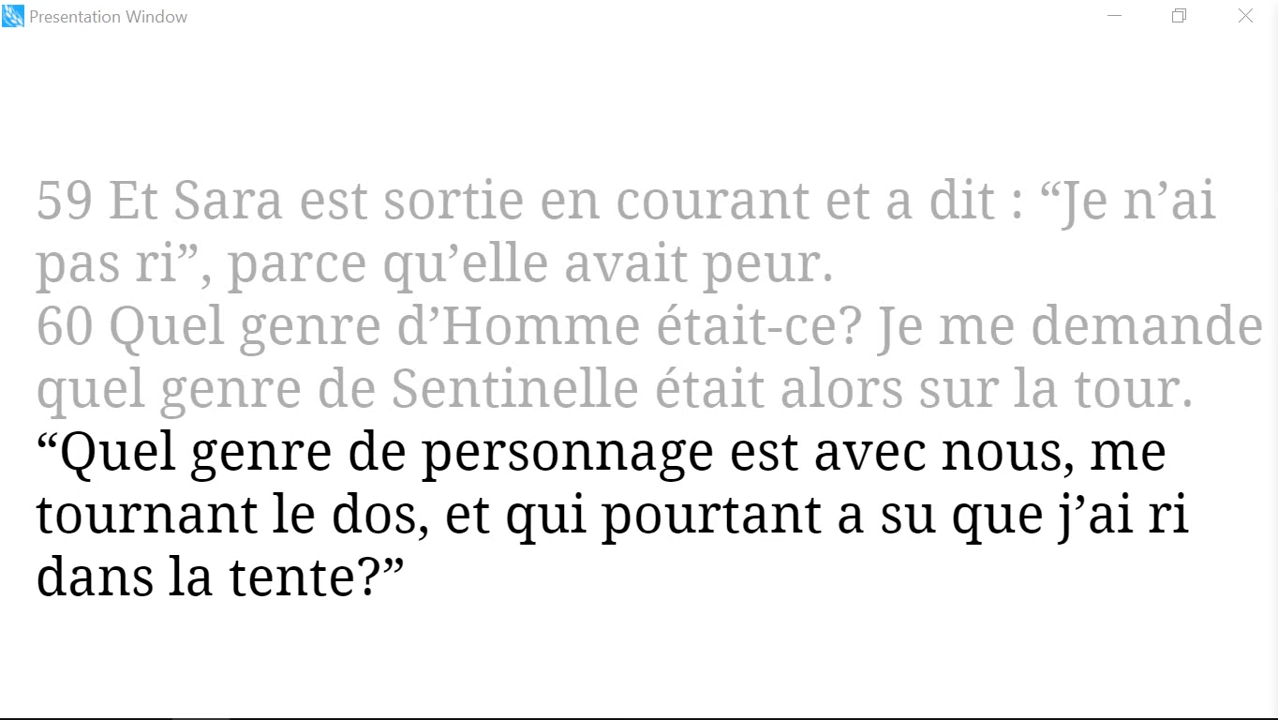 Presentation Window
59 Et Sara est sortie en courant et a dit : “Je n’ai
pas ri”, parce qu’elle avait peur.
60 Quel genre d’Homme était-ce? Je me demande
quel genre de Sentinelle était alors sur la tour.
“Quel genre de personnage est avec nous, me
tournant le dos, et qui pourtant a su que j’ai ri
dans la tente?”